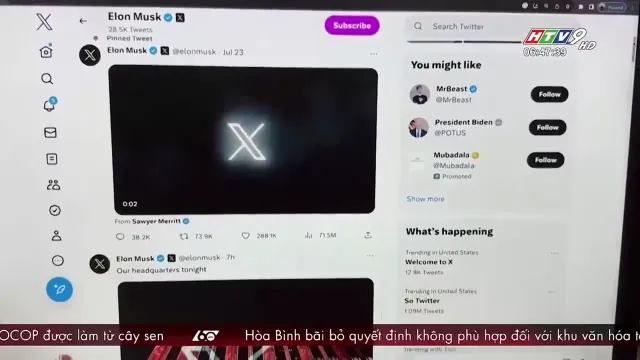 Elon Musk
28.5K Tweets
Subscribe
Search Twitter
HTV9 HD
06:47:39
Pinned Tweet
Elon Musk @elonmusk · Jul 23
X
0:02
From Sawyer Merritt
38.2K 73.9K 288.1K 71.5M
Elon Musk @elonmusk · 7h
Our headquarters tonight
You might like
MrBeast
@MrBeast
Follow
President Biden
@POTUS
Follow
Mubadala
@Mubadala
Promoted
Follow
Show more
What's happening
Trending in United States
Welcome to X
12.8K Tweets
Trending in United States
So Twitter
1.09M Tweets
OCOP được làm từ cây sen
60
Hòa Bình bãi bỏ quyết định không phù hợp đối với khu văn hóa